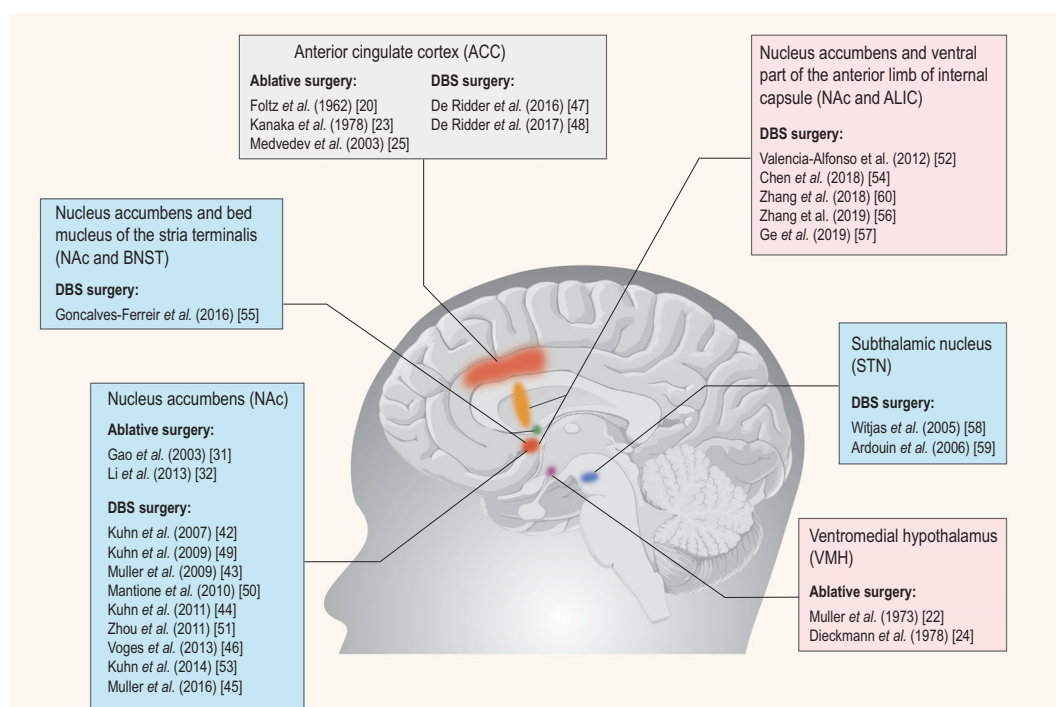 Anterior cingulate cortex (ACC)
Ablative surgery:
Foltz et al. (1962) [20]
Kanaka et al. (1978) [23]
Medvedev et al. (2003) [25]
DBS surgery:
De Ridder et al. (2016) [47]
De Ridder et al. (2017) [48]
Nucleus accumbens and ventral
part of the anterior limb of internal
capsule (NAc and ALIC)
DBS surgery:
Valencia-Alfonso et al. (2012) [52]
Chen et al. (2018) [54]
Zhang et al. (2018) [60]
Zhang et al. (2019) [56]
Ge et al. (2019) [57]
Nucleus accumbens and bed
mucleus of the stria terminalis
(NAc and BNST)
DBS surgery:
Goncalves-Ferreir et al. (2016) [55]
Subthalamic nucleus
(STN)
DBS surgery:
Witjas et al. (2005) [58]
Ardouin et al. (2006) [59]
Nucleus accumbens (NAc)
Ablative surgery:
Gao et al. (2003) [31]
Li et al. (2013) [32]
DBS surgery:
Kuhn et al. (2007) [42]
Kuhn et al. (2009) [49]
Muller et al. (2009) [43]
Mantione et al. (2010) [50]
Kuhn et al. (2011) [44]
Zhou et al. (2011) [51]
Voges et al. (2013) [46]
Kuhn et al. (2014) [53]
Muller et al. (2016) [45]
Ventromedial hypothalamus
(VMH)
Ablative surgery:
Muller et al. (1973) [22]
Dieckmann et al. (1978) [24]